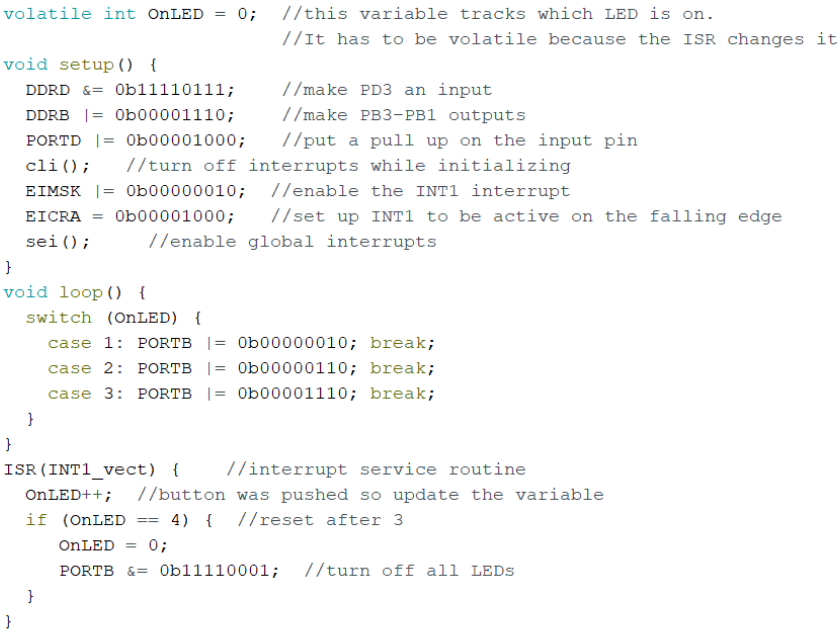 volatile int OnLED = 0;  //this variable tracks which LED is on.
                         //It has to be volatile because the ISR changes it
void setup() {
  DDRD &= 0b11110111;    //make PD3 an input
  DDRB |= 0b00001110;    //make PB3-PB1 outputs
  PORTD |= 0b00001000;   //put a pull up on the input pin
  cli();   //turn off interrupts while initializing
  EIMSK |= 0b00000010;  //enable the INT1 interrupt
  EICRA = 0b00001000;   //set up INT1 to be active on the falling edge
  sei();     //enable global interrupts
}
void loop() {
  switch (OnLED) {
    case 1: PORTB |= 0b00000010; break;
    case 2: PORTB |= 0b00000110; break;
    case 3: PORTB |= 0b00001110; break;
  }
}
ISR(INT1_vect) {    //interrupt service routine
  OnLED++;  //button was pushed so update the variable
  if (OnLED == 4) {  //reset after 3
     OnLED = 0;
     PORTB &= 0b11110001;  //turn off all LEDs
  }
}